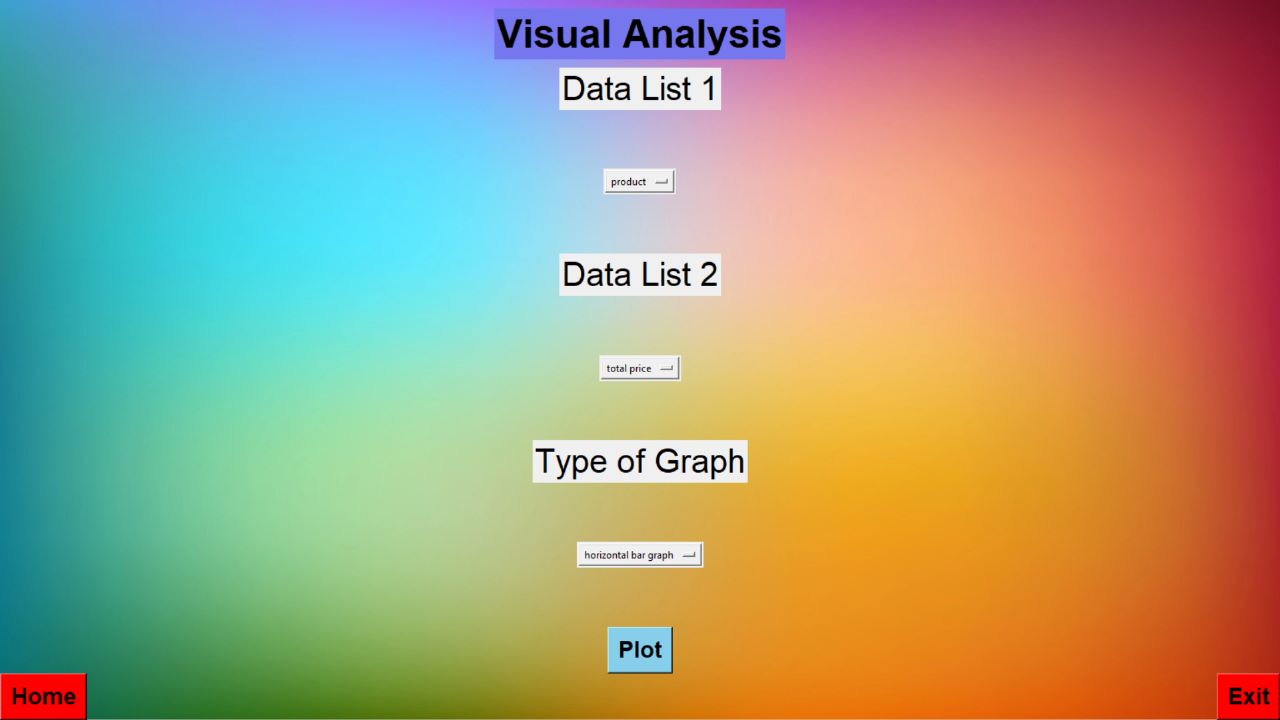 Visual Analysis
Data List 1
product
Data List 2
total price
Type of Graph
horizontal bar graph
Plot
Home
Exit